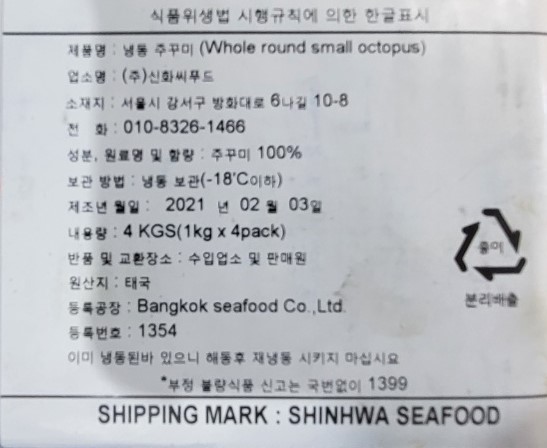 식품위생법 시행규칙에 의한 한글표시
제품명 : 냉동 주꾸미 (Whole round small octopus)
업소명 : (주)신화씨푸드
소재지 : 서울시 강서구 방화대로 6나길 10-8
전 화 : 010-8326-1466
성분, 원료명 및 함량 : 주꾸미 100%
보관 방법 : 냉동 보관(-18℃이하)
제조년 월일 : 2021 년 02 월 03일
내용량 : 4 KGS(1kg x 4pack)
반품 및 교환장소 : 수입업소 및 판매원
원산지 : 태국
등록공장 : Bangkok seafood Co.,Ltd.
등록번호 : 1354
이미 냉동된바 있으니 해동후 재냉동 시키지 마십시요
*부정 불량식품 신고는 국번없이 1399
종이
분리배출
SHIPPING MARK : SHINHWA SEAFOOD